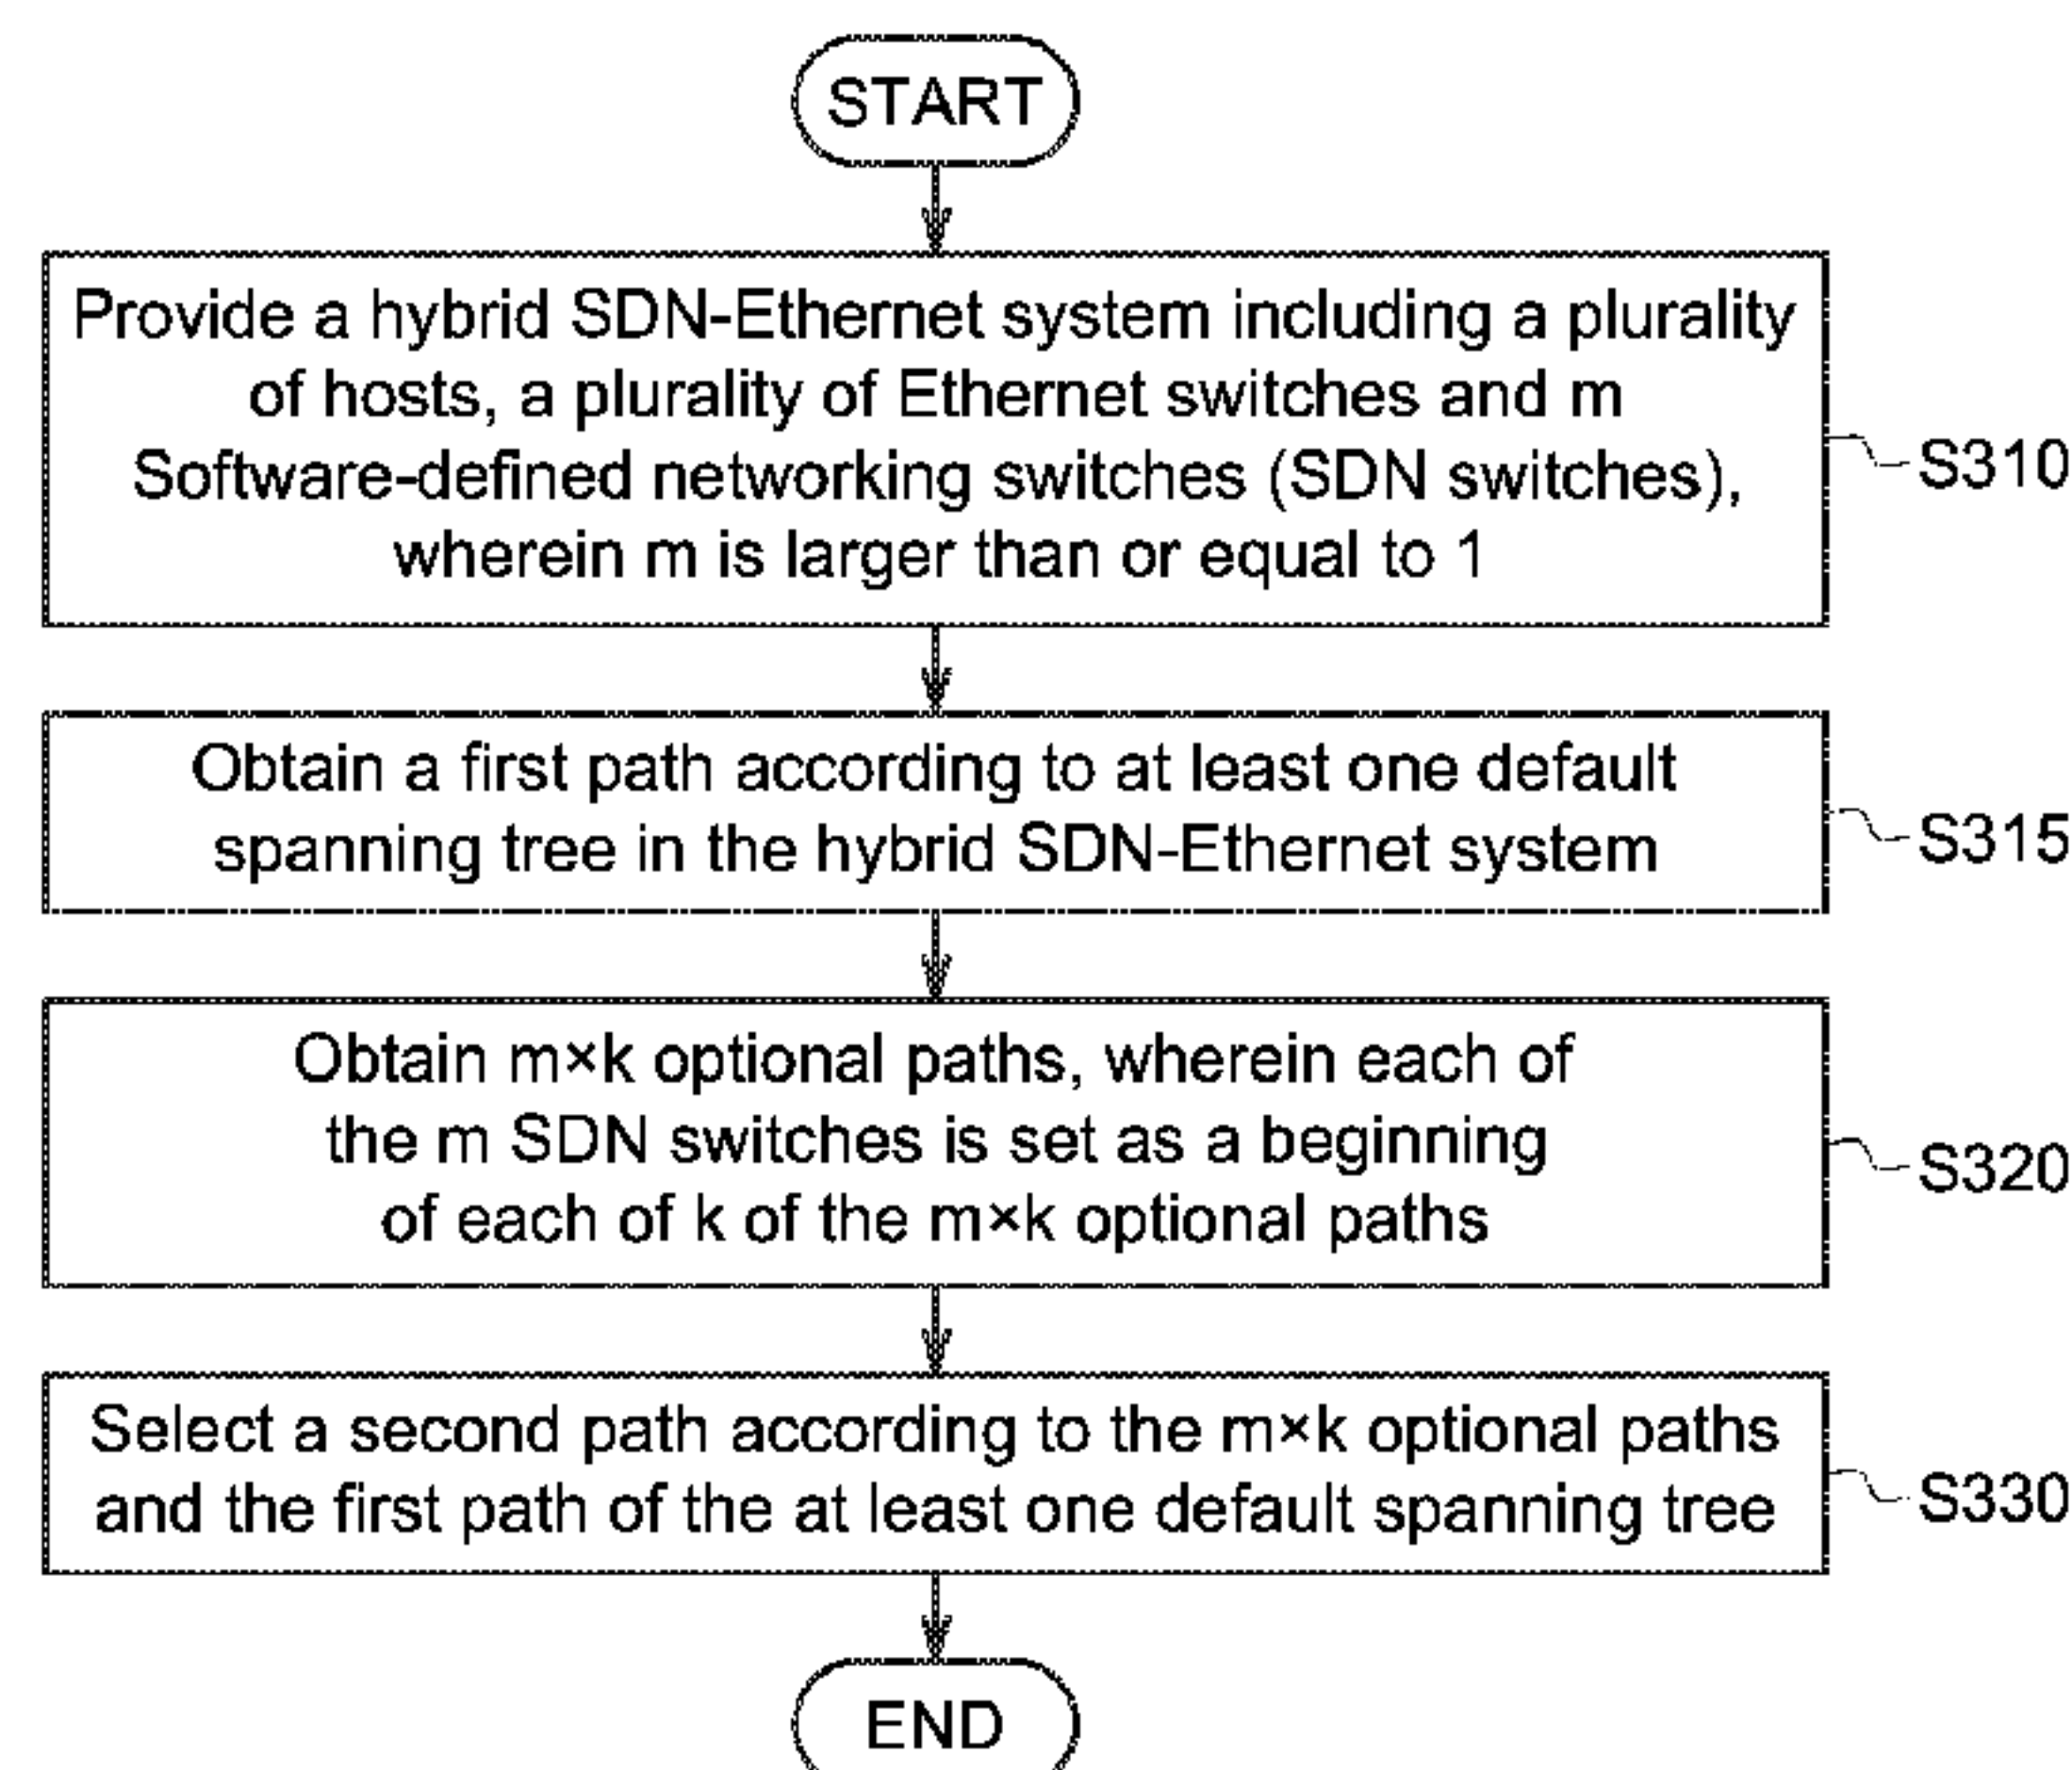 START
Provide a hybrid SDN-Ethernet system including a plurality
of hosts, a plurality of Ethernet switches and m
Software-defined networking switches (SDN switches),
wherein m is larger than or equal to 1
S310
Obtain a first path according to at least one default
spanning tree in the hybrid SDN-Ethernet system
S315
Obtain m×k optional paths, wherein each of
the m SDN switches is set as a beginning
of each of k of the m×k optional paths
S320
Select a second path according to the m×k optional paths
and the first path of the at least one default spanning tree
S330
END